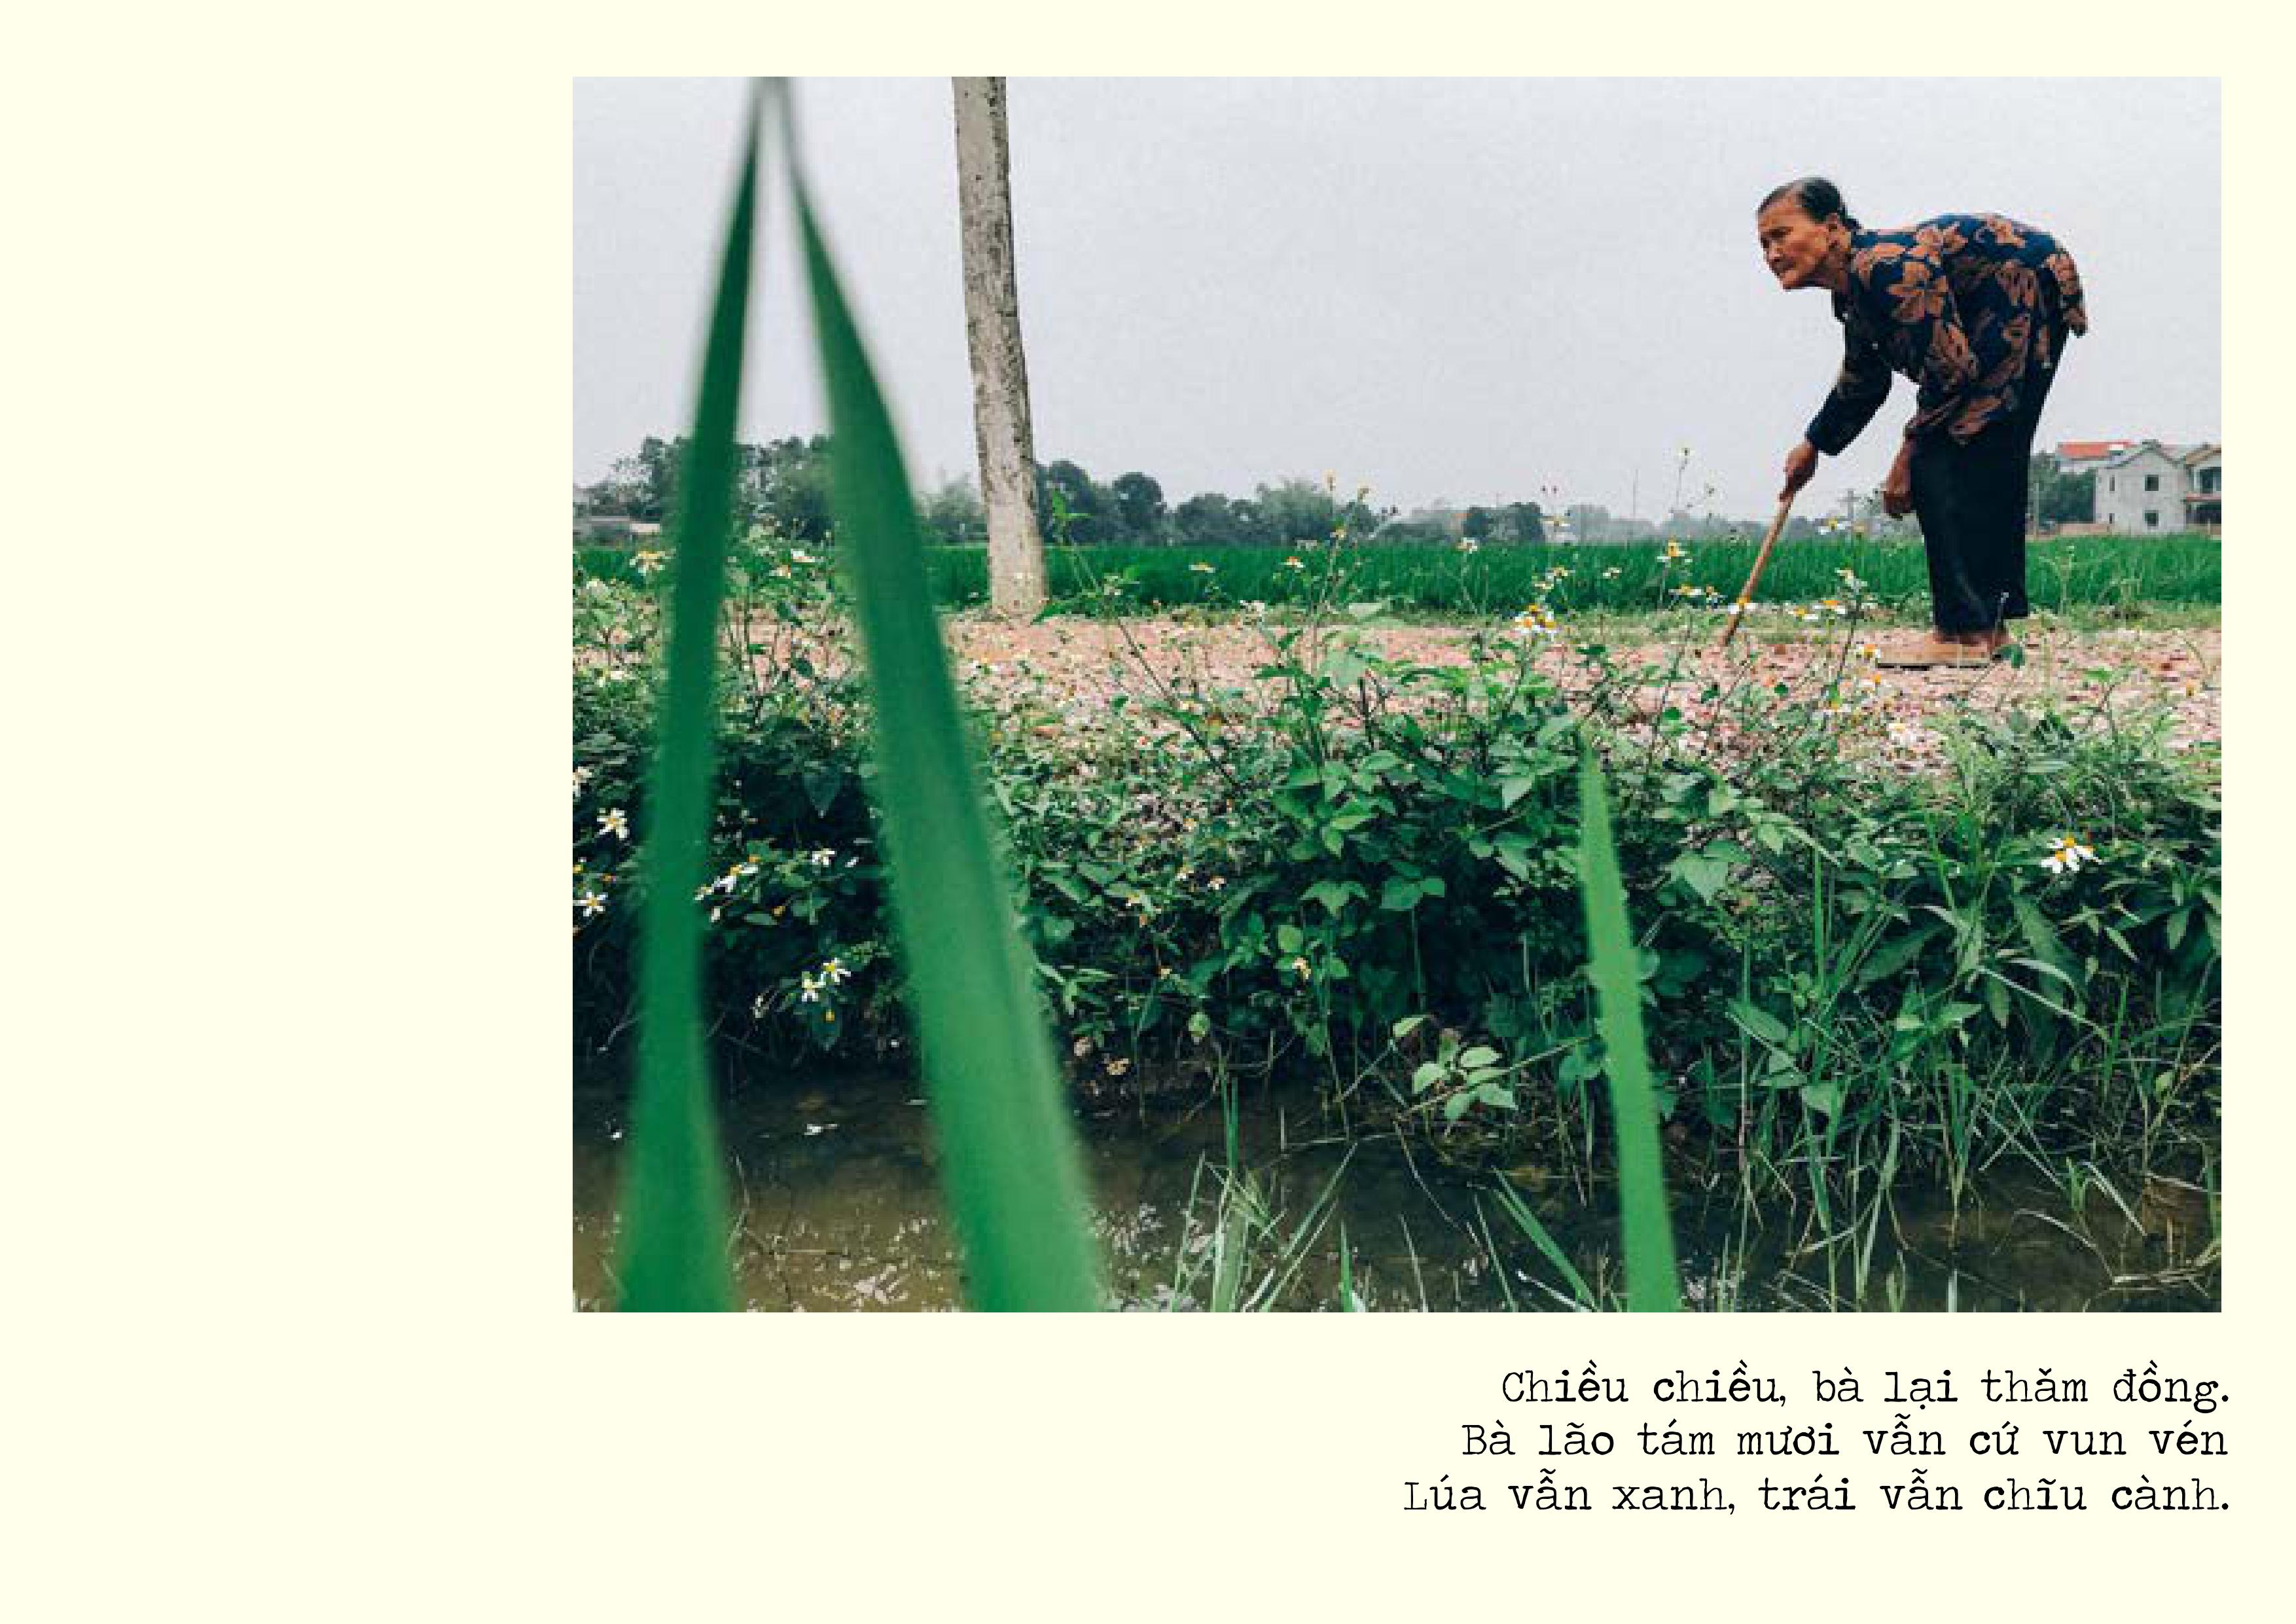 Chiều chiều, bà lại thăm đồng.
Bà lão tám mươi vẫn cứ vun vén
Lúa vẫn xanh, trái vẫn chĩu cành.